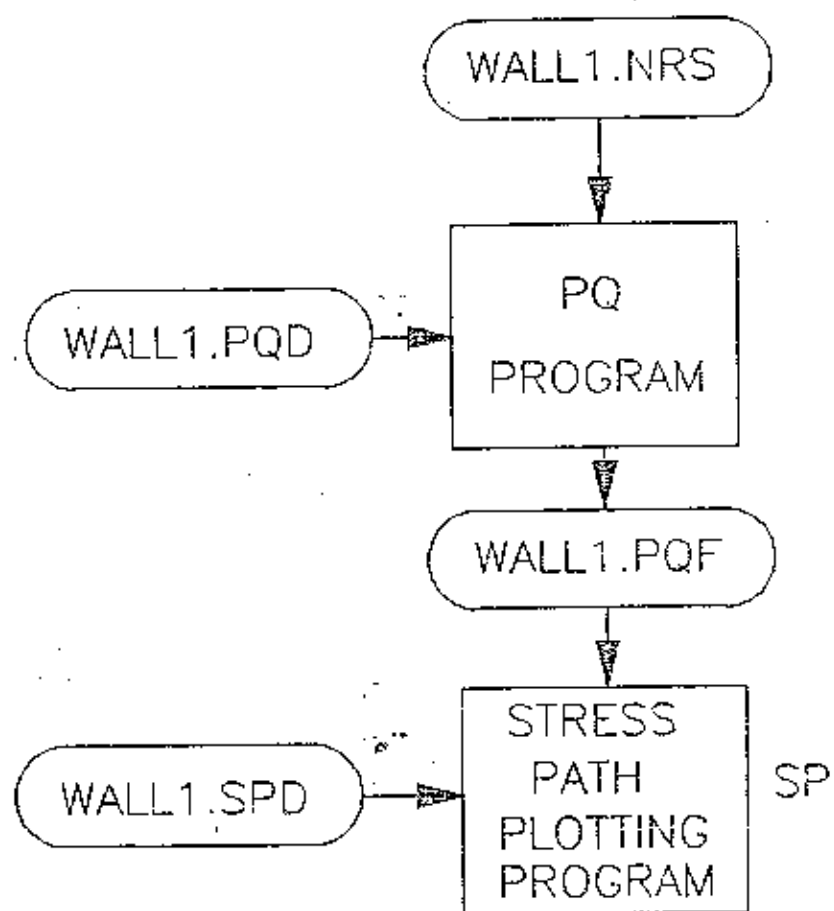 WALL1.NRS
PQ
PROGRAM
WALL1.PQD
WALL1.PQF
STRESS
PATH
PLOTTING
PROGRAM
SP
WALL1.SPD